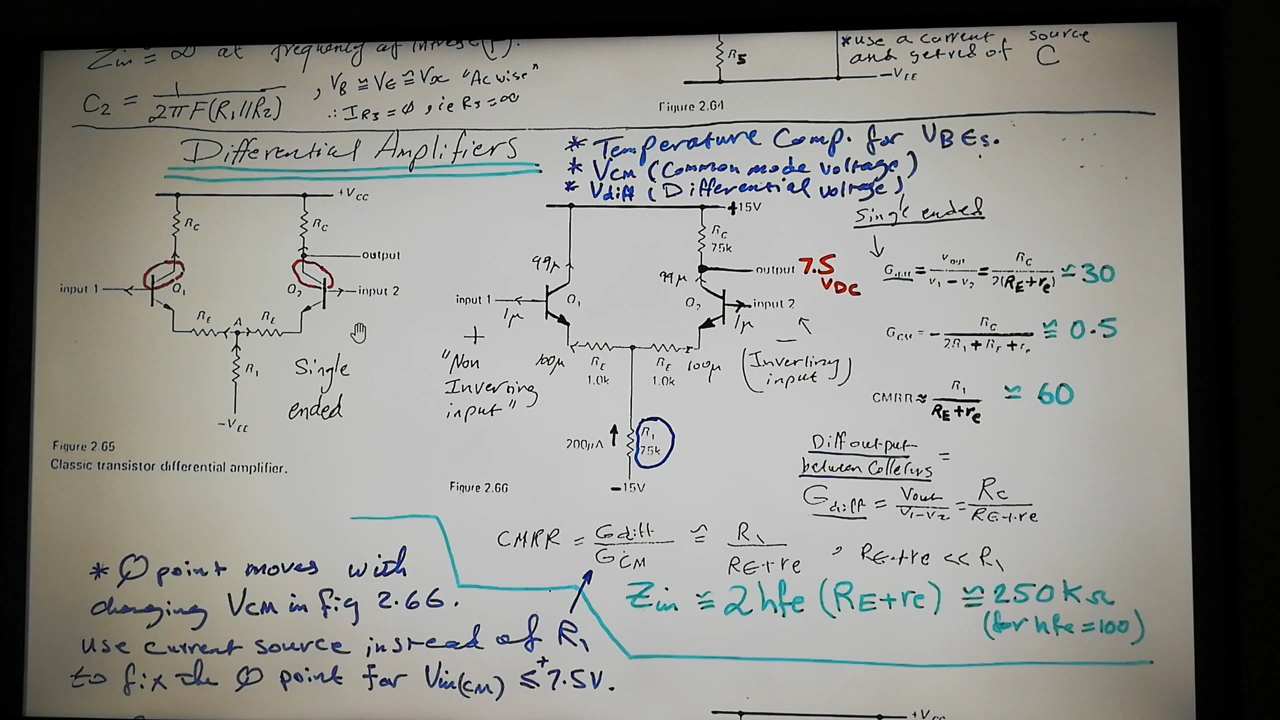 Zin = ∞ at frequency of interest
C2 = 1 / 2πF(R1//R2) , VB ≅ VE ≅ Vx "AC wise"
∴ IR3 = ∅ , ie R3 = ∞
R5
*use a current source
and get rid of C
−VEE
Figure 2.64
Differential Amplifiers
* Temperature Comp. for VBEs.
* VCM (Common mode voltage)
* Vdiff (Differential voltage)
+VCC
RC
RC
output
input 1
Q1
Q2
input 2
RE
A
RE
R1
−VEE
Single
ended
Figure 2.65
Classic transistor differential amplifier.
+15V
RC
75k
99μ
99μ
output 7.5
VDC
input 1
Q1
Q2
input 2
1μ
1μ
+
"Non
Inverting
input"
−
(Inverting
input)
100μ
RE
1.0k
RE
1.0k
100μ
200μA
R1
75k
−15V
Figure 2.66
Single ended
Gdiff = vout / v1 − v2 = RC / 2(RE + re) ≅ 30
GCM = − RC / 2R1 + RE + re ≅ 0.5
CMRR ≈ R1 / RE + re ≅ 60
Diff output
between Collectors =
Gdiff = Vout / V1−V2 = RC / RE+re
CMRR = Gdiff / GCM ≅ R1 / RE+re , RE+re << R1
Zin ≅ 2hfe (RE+re) ≅ 250KΩ
(for hfe=100)
* Q point moves with
changing VCM in fig 2.66.
use current source instead of R1
to fix the Q point for Vin(CM) ≤ ±7.5V.
+VCC